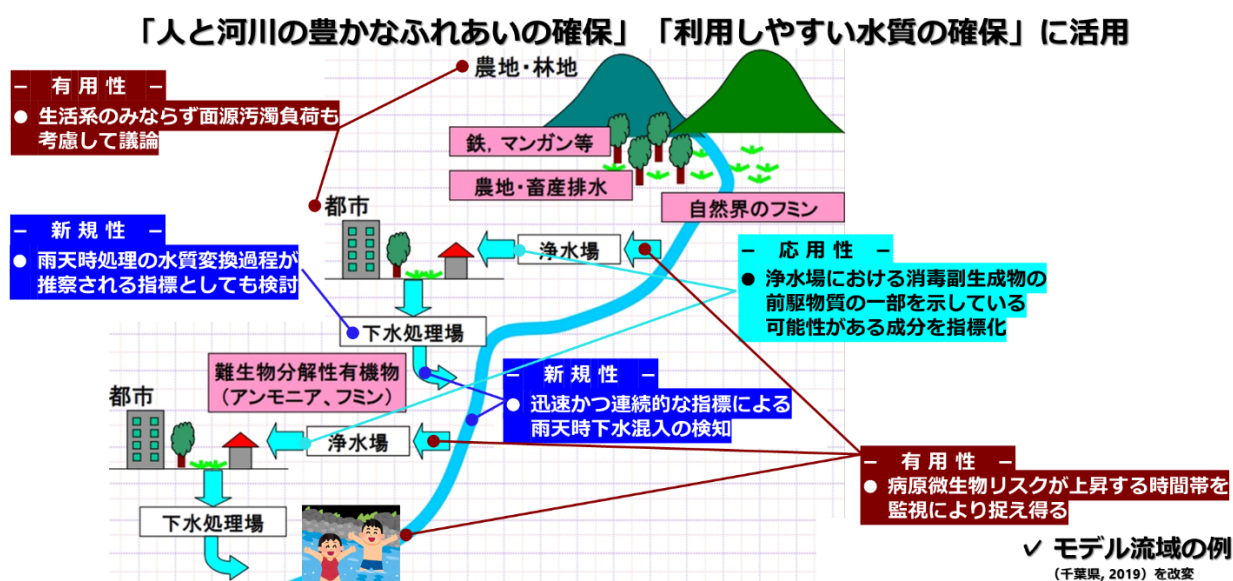 「人と河川の豊かなふれあいの確保」「利用しやすい水質の確保」に活用
農地・林地
－ 有用性 －
● 生活系のみならず面源汚濁負荷も
考慮して議論
鉄，マンガン等
農地・畜産排水
自然界のフミン
都市
－ 新規性 －
● 雨天時処理の水質変換過程が
推察される指標としても検討
浄水場
－ 応用性 －
● 浄水場における消毒副生成物の
前駆物質の一部を示している
可能性がある成分を指標化
下水処理場
難生物分解性有機物
（アンモニア、フミン）
－ 新規性 －
● 迅速かつ連続的な指標による
雨天時下水混入の検知
都市
浄水場
－ 有用性 －
● 病原微生物リスクが上昇する時間帯を
監視により捉え得る
下水処理場
✓ モデル流域の例
（千葉県, 2019）を改変